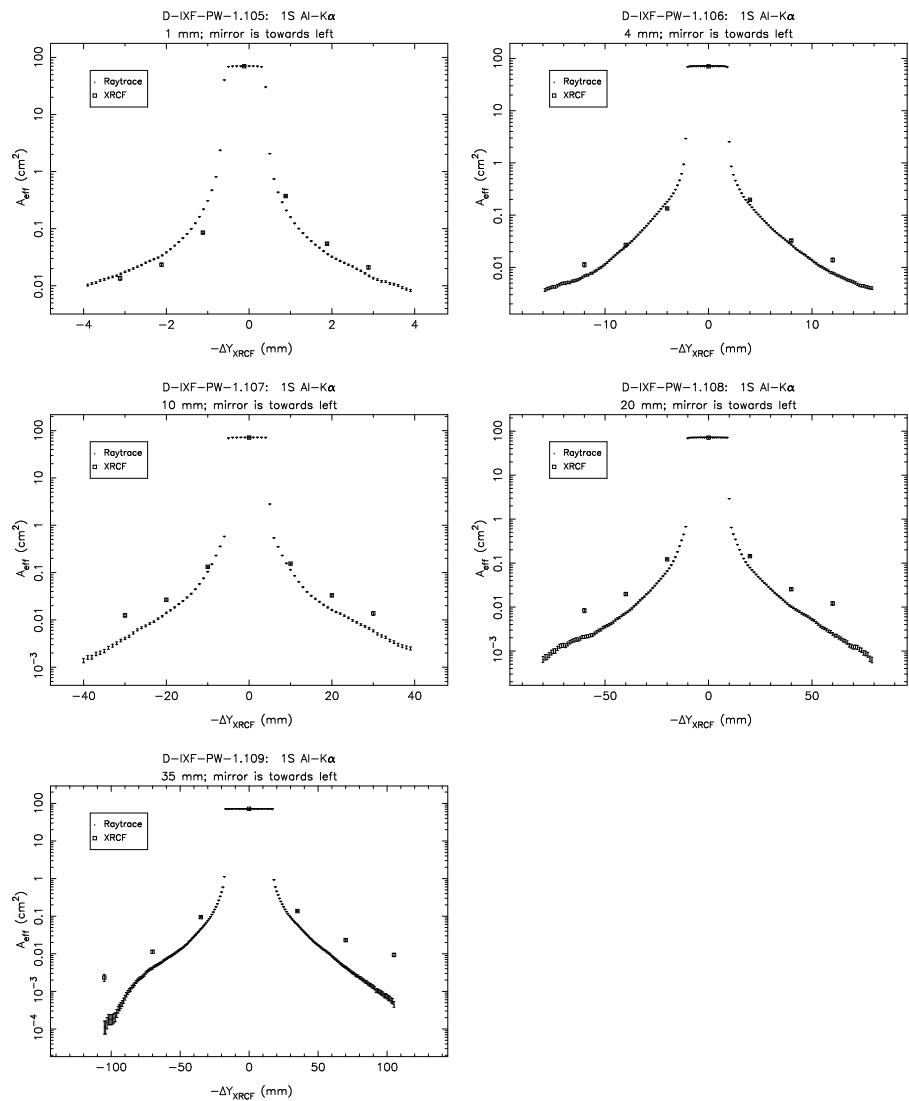 D-IXF-PW-1.105: 1S Al-Kα
1 mm; mirror is towards left
100
10
1
0.1
0.01
A_eff (cm²)
Raytrace
XRCF
-4 -2 0 2 4
-ΔY_XRCF (mm)
D-IXF-PW-1.106: 1S Al-Kα
4 mm; mirror is towards left
100
10
1
0.1
0.01
A_eff (cm²)
Raytrace
XRCF
-10 0 10
-ΔY_XRCF (mm)
D-IXF-PW-1.107: 1S Al-Kα
10 mm; mirror is towards left
100
10
1
0.1
0.01
10⁻³
A_eff (cm²)
Raytrace
XRCF
-40 -20 0 20 40
-ΔY_XRCF (mm)
D-IXF-PW-1.108: 1S Al-Kα
20 mm; mirror is towards left
100
10
1
0.1
0.01
10⁻³
A_eff (cm²)
Raytrace
XRCF
-50 0 50
-ΔY_XRCF (mm)
D-IXF-PW-1.109: 1S Al-Kα
35 mm; mirror is towards left
100
10
1
0.1
0.01
10⁻³
10⁻⁴
A_eff (cm²)
Raytrace
XRCF
-100 -50 0 50 100
-ΔY_XRCF (mm)